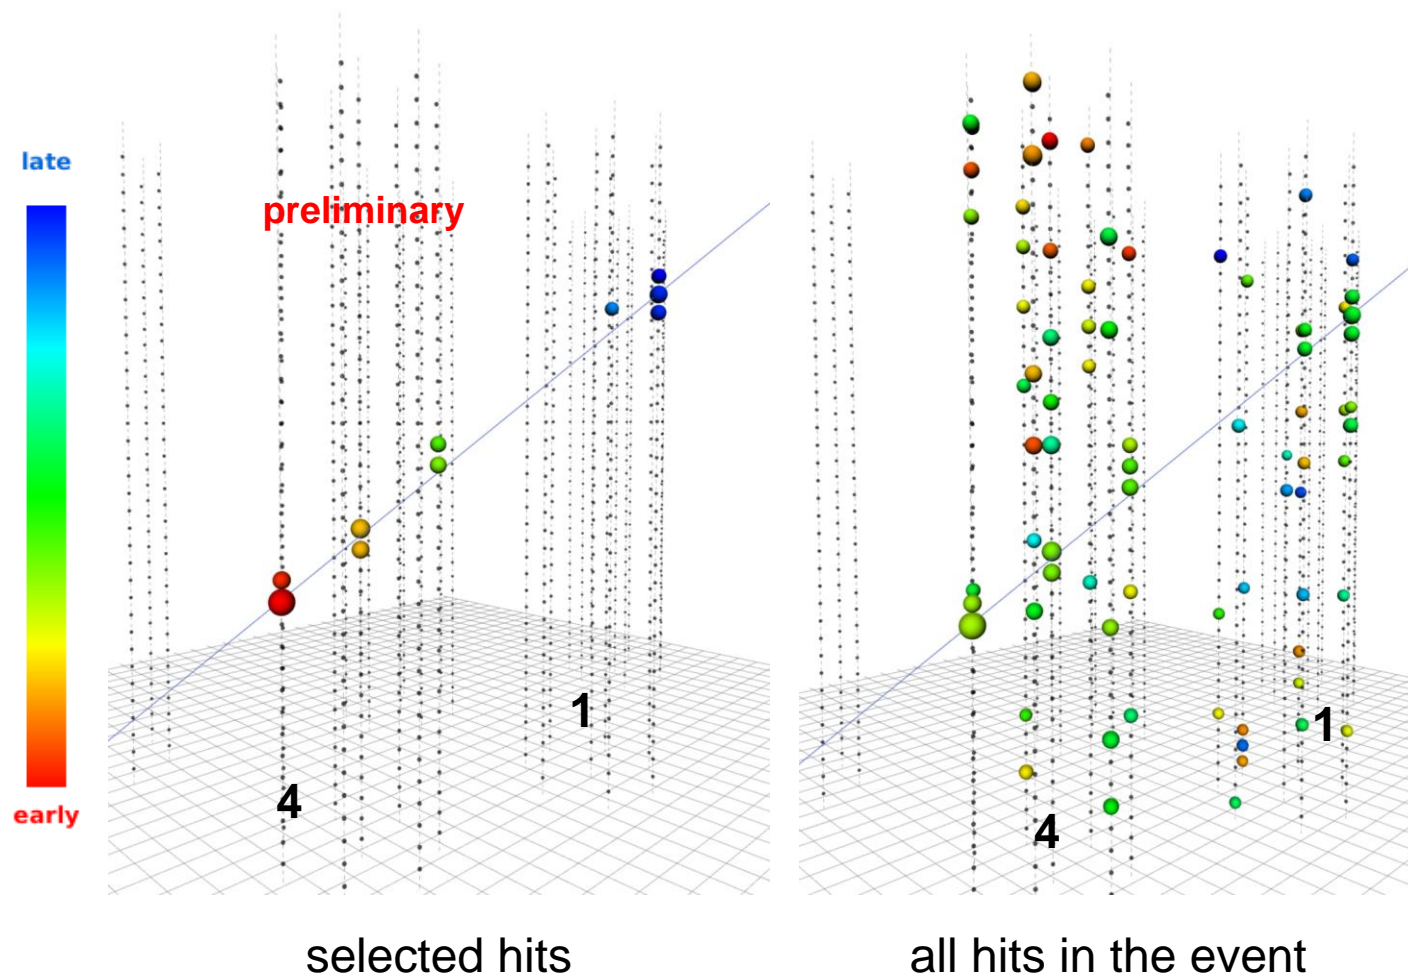 late
preliminary
1
1
4
early
4
selected hits
all hits in the event